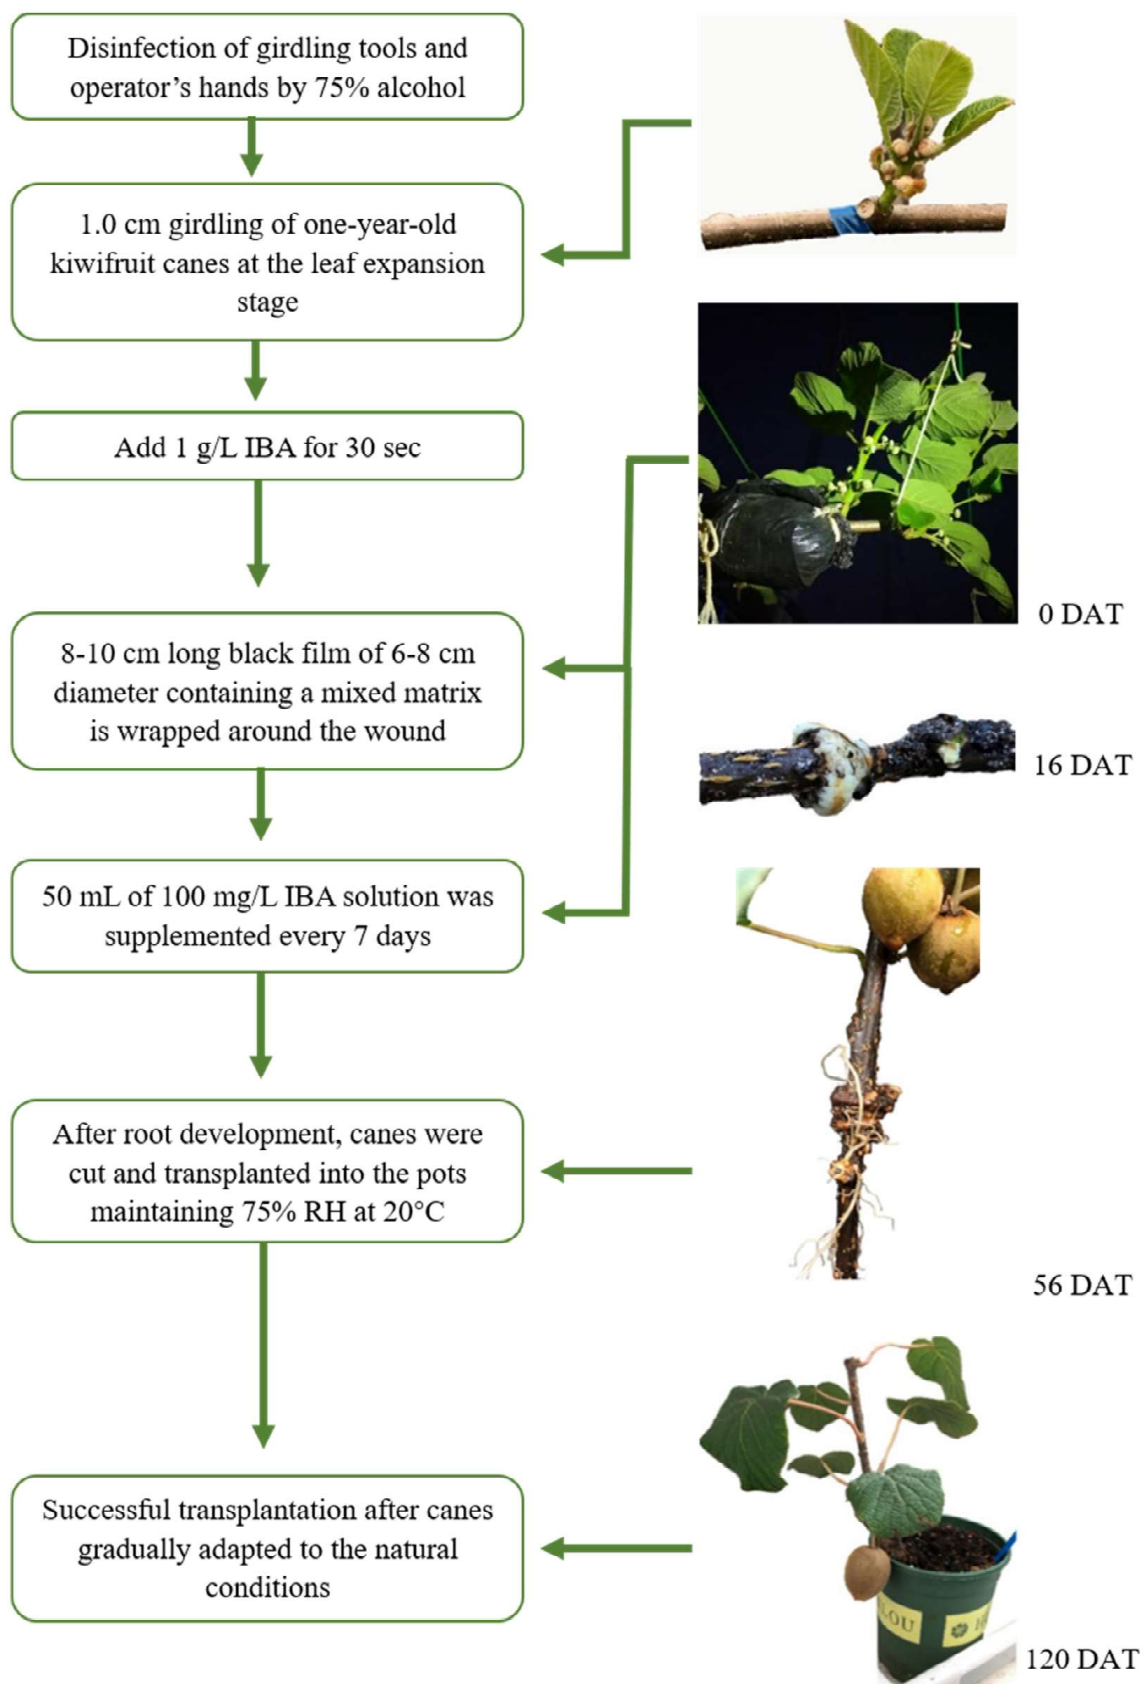 Disinfection of girdling tools and
operator's hands by 75% alcohol
1.0 cm girdling of one-year-old
kiwifruit canes at the leaf expansion
stage
Add 1 g/L IBA for 30 sec
0 DAT
8-10 cm long black film of 6-8 cm
diameter containing a mixed matrix
is wrapped around the wound
16 DAT
50 mL of 100 mg/L IBA solution was
supplemented every 7 days
After root development, canes were
cut and transplanted into the pots
maintaining 75% RH at 20°C
56 DAT
Successful transplantation after canes
gradually adapted to the natural
conditions
LOU
120 DAT